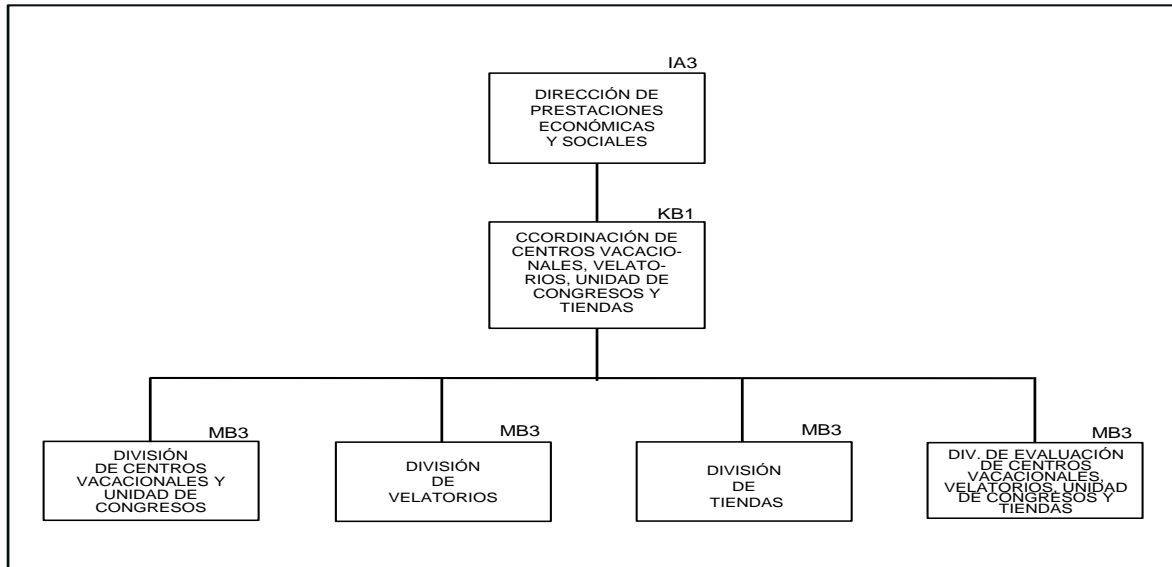 IA3
DIRECCIÓN DE
PRESTACIONES
ECONÓMICAS
Y SOCIALES
KB1
CCORDINACIÓN DE
CENTROS VACACIO-
NALES, VELATO-
RIOS, UNIDAD DE
CONGRESOS Y
TIENDAS
MB3
DIVISIÓN
DE CENTROS
VACACIONALES Y
UNIDAD DE
CONGRESOS
MB3
DIVISIÓN
DE
VELATORIOS
MB3
DIVISIÓN
DE
TIENDAS
MB3
DIV. DE EVALUACIÓN
DE CENTROS
VACACIONALES,
VELATORIOS, UNIDAD
DE CONGRESOS Y
TIENDAS